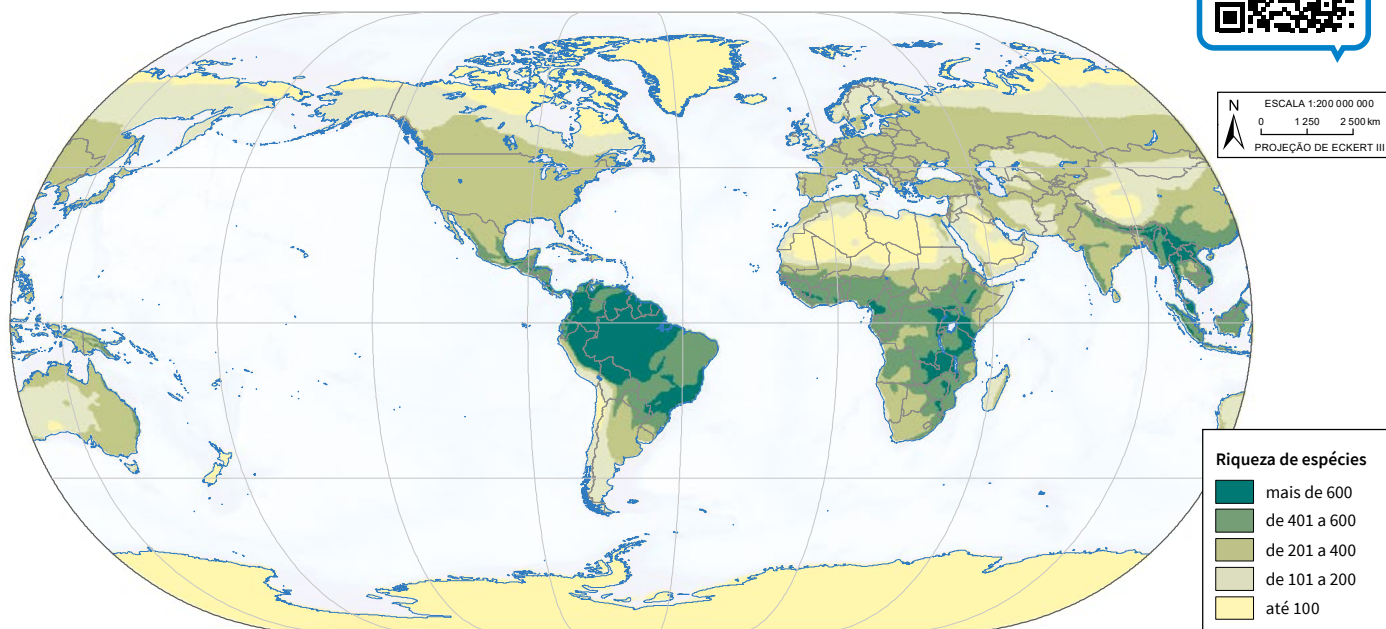 N
ESCALA 1:200 000 000
0 1 250 2 500 km
PROJEÇÃO DE ECKERT III
Riqueza de espécies
mais de 600
de 401 a 600
de 201 a 400
de 101 a 200
até 100